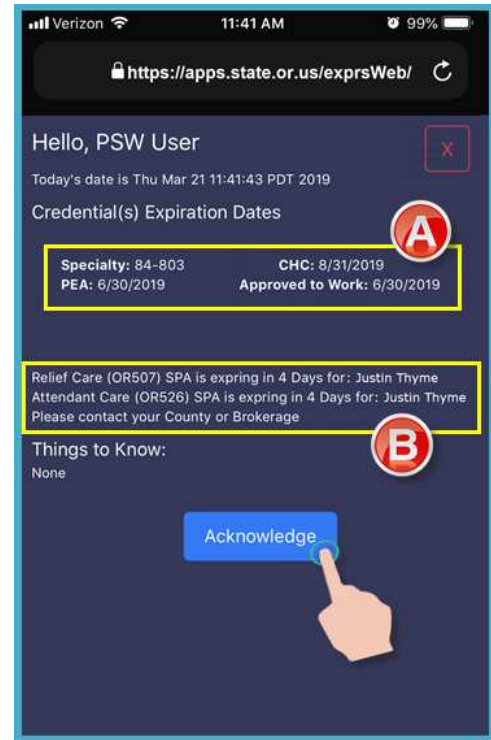 Verizon 11:41 AM 99%
https://apps.state.or.us/exprsWeb/
Hello, PSW User X
Today's date is Thu Mar 21 11:41:43 PDT 2019
Credential(s) Expiration Dates
A
Specialty: 84-803 CHC: 8/31/2019
PEA: 6/30/2019 Approved to Work: 6/30/2019
Relief Care (OR507) SPA is expring in 4 Days for: Justin Thyme
Attendant Care (OR526) SPA is expring in 4 Days for: Justin Thyme
Please contact your County or Brokerage
B
Things to Know:
None
Acknowledge